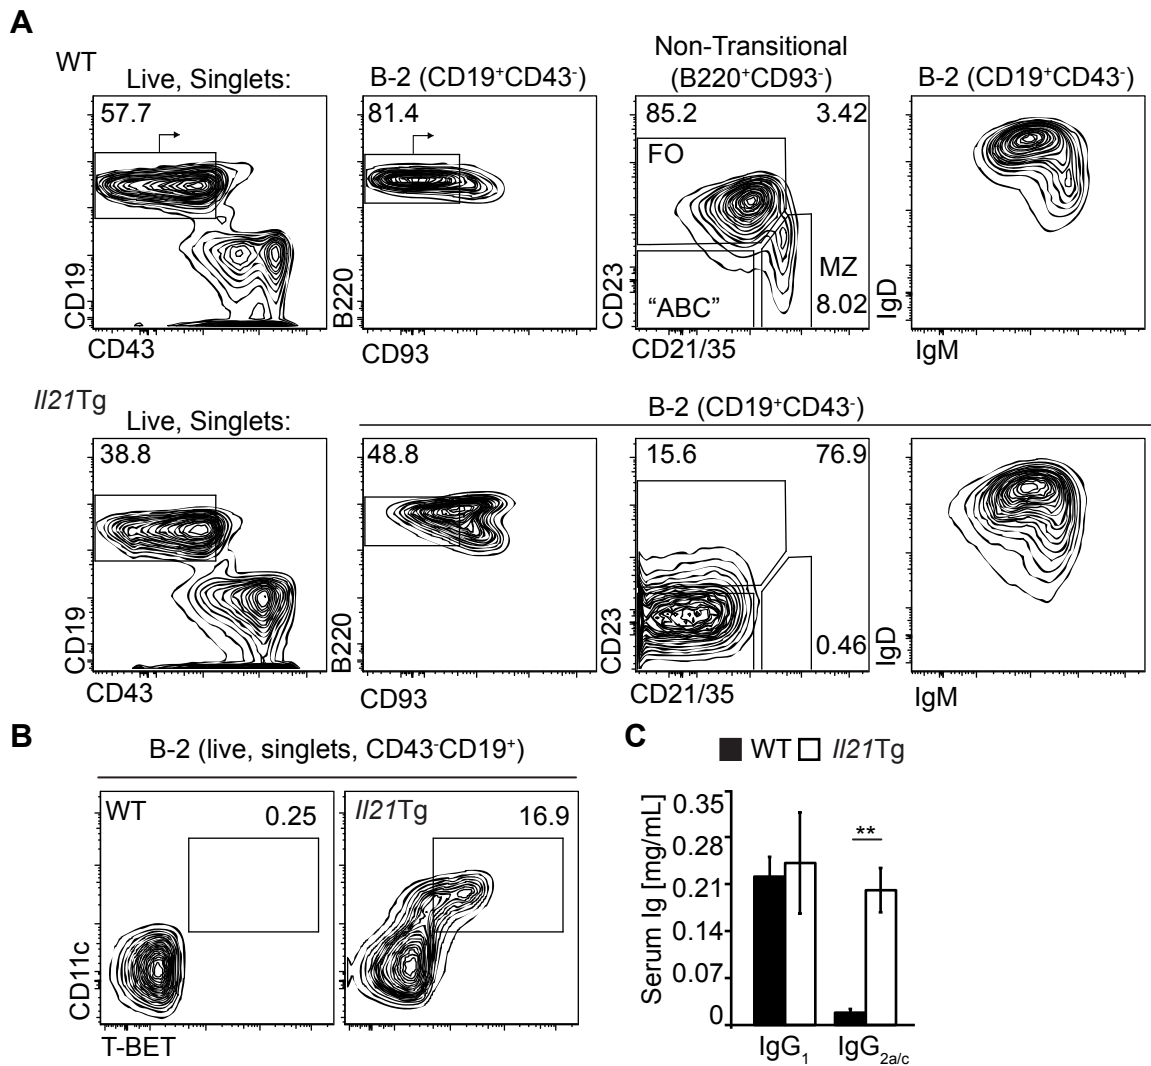 A
WT
Live, Singlets:
B-2 (CD19⁺CD43⁻)
Non-Transitional
(B220⁺CD93⁻)
B-2 (CD19⁺CD43⁻)
57.7
81.4
85.2
3.42
FO
MZ
"ABC"
8.02
CD19
CD43
B220
CD93
CD23
CD21/35
IgD
IgM
Il21Tg
Live, Singlets:
B-2 (CD19⁺CD43⁻)
38.8
48.8
15.6
76.9
0.46
CD19
CD43
B220
CD93
CD23
CD21/35
IgD
IgM
B
B-2 (live, singlets, CD43⁻CD19⁺)
WT
0.25
Il21Tg
16.9
CD11c
T-BET
C
WT Il21Tg
Serum Ig [mg/mL]
0.35
0.28
0.21
0.14
0.07
0
**
IgG₁
IgG₂a/c